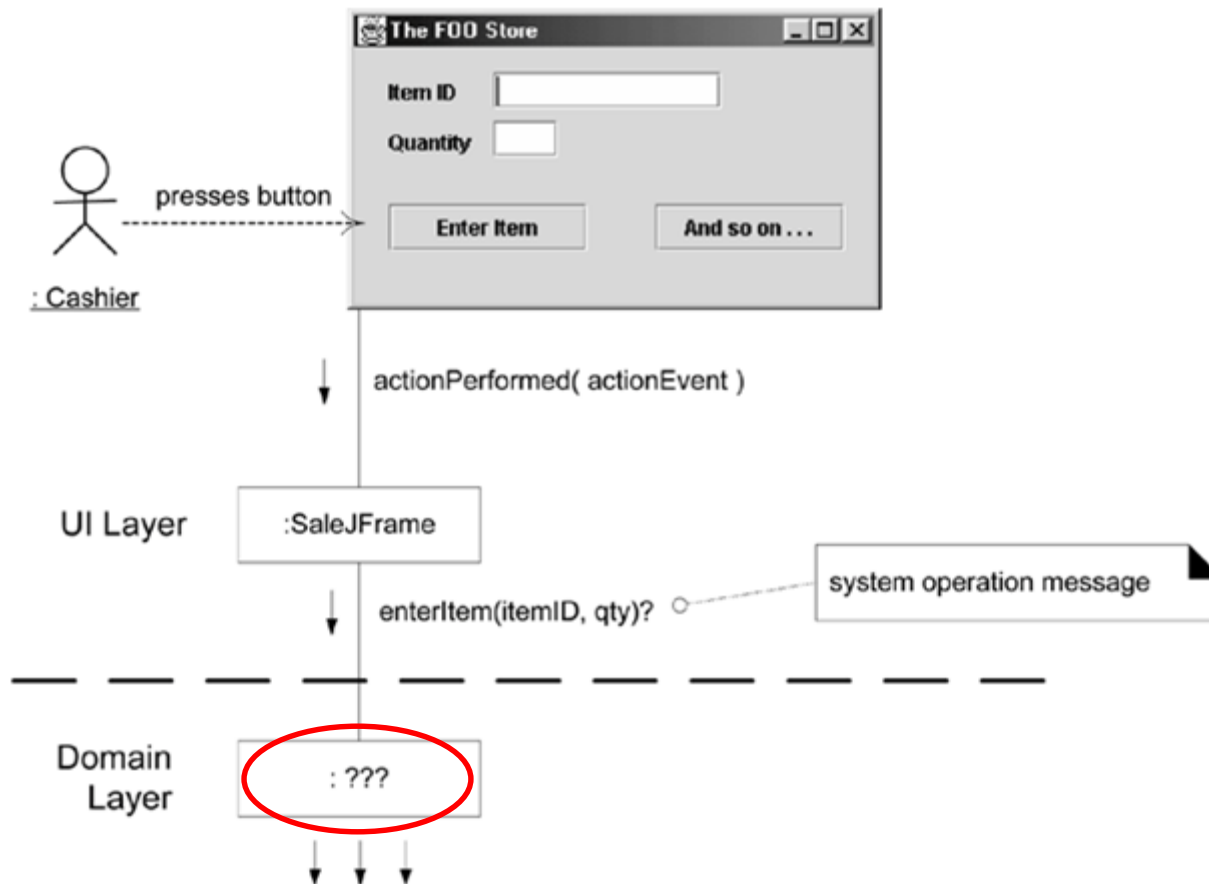 The FOO Store
Item ID
Quantity
presses button
Enter Item
And so on . . .
: Cashier
actionPerformed( actionEvent )
UI Layer
:SaleJFrame
system operation message
enterItem(itemID, qty)?
Domain
Layer
: ???